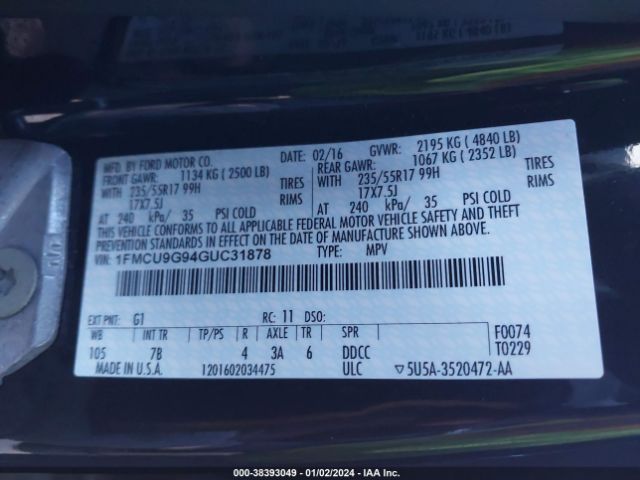 MFD. BY FORD MOTOR CO.
DATE: 02/16 GVWR: 2195 KG ( 4840 LB)
FRONT GAWR: 1134 KG ( 2500 LB)
REAR GAWR: 1067 KG ( 2352 LB)
WITH 235/55R17 99H TIRES
WITH 235/55R17 99H TIRES
17X7.5J RIMS
17X7.5J RIMS
AT 240 kPa/ 35 PSI COLD
AT 240 kPa/ 35 PSI COLD
THIS VEHICLE CONFORMS TO ALL APPLICABLE FEDERAL MOTOR VEHICLE SAFETY AND THEFT
PREVENTION STANDARDS IN EFFECT ON THE DATE OF MANUFACTURE SHOWN ABOVE.
VIN: 1FMCU9G94GUC31878 TYPE: MPV
EXT PNT: G1 RC: 11 DSO:
F0074
WB INT TR TP/PS R AXLE TR SPR
T0229
105 7B 4 3A 6 DDCC
MADE IN U.S.A. 1201602034475 ULC ▽5U5A-3520472-AA
000-38393049 - 01/02/2024 - IAA Inc.